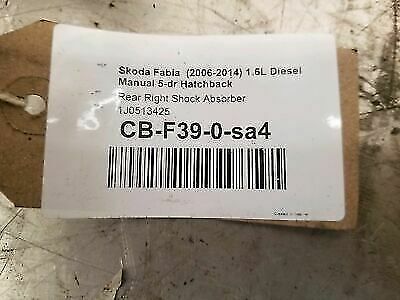 Skoda Fabia (2006-2014) 1.6L Diesel
Manual 5-dr Hatchback
Rear Right Shock Absorber
1J0513425
CB-F39-0-sa4